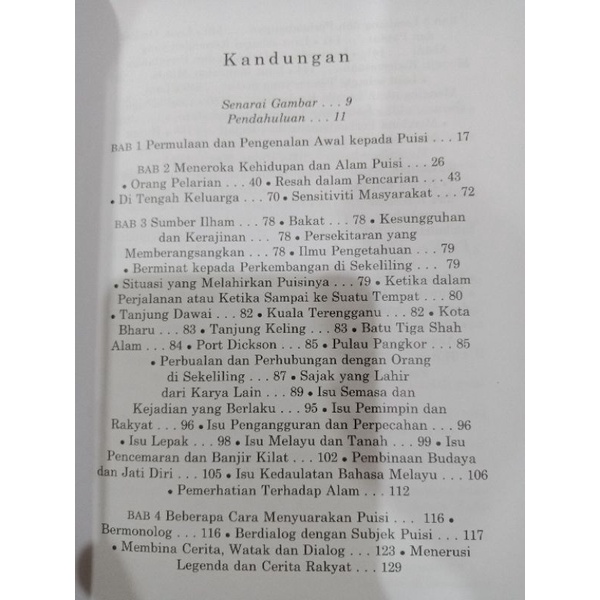 Kandungan
Senarai Gambar . . . 9
Pendahuluan . . . 11
BAB 1 Permulaan dan Pengenalan Awal kepada Puisi . . . 17
BAB 2 Meneroka Kehidupan dan Alam Puisi . . . 26
• Orang Pelarian . . . 40 • Resah dalam Pencarian . . . 43
• Di Tengah Keluarga . . . 70 • Sensitiviti Masyarakat . . . 72
BAB 3 Sumber Ilham . . . 78 • Bakat . . . 78 • Kesungguhan
dan Kerajinan . . . 78 • Persekitaran yang
Memberangsangkan . . . 78 • Ilmu Pengetahuan . . . 79
• Berminat kepada Perkembangan di Sekeliling . . . 79
• Situasi yang Melahirkan Puisinya . . . 79 • Ketika dalam
Perjalanan atau Ketika Sampai ke Suatu Tempat . . . 80
• Tanjung Dawai . . . 82 • Kuala Terengganu . . . 82 • Kota
Bharu . . . 83 • Tanjung Keling . . . 83 • Batu Tiga Shah
Alam . . . 84 • Port Dickson . . . 85 • Pulau Pangkor . . . 85
• Perbualan dan Perhubungan dengan Orang
di Sekeliling . . . 87 • Sajak yang Lahir
dari Karya Lain . . . 89 • Isu Semasa dan
Kejadian yang Berlaku . . . 95 • Isu Pemimpin dan
Rakyat . . . 96 • Isu Pengangguran dan Perpecahan . . . 96
• Isu Lepak . . . 98 • Isu Melayu dan Tanah . . . 99 • Isu
Pencemaran dan Banjir Kilat . . . 102 • Pembinaan Budaya
dan Jati Diri . . . 105 • Isu Kedaulatan Bahasa Melayu . . . 106
• Pemerhatian Terhadap Alam . . . 112
BAB 4 Beberapa Cara Menyuarakan Puisi . . . 116 •
Bermonolog . . . 116 • Berdialog dengan Subjek Puisi . . . 117
• Membina Cerita, Watak dan Dialog . . . 123 • Menerusi
Legenda dan Cerita Rakyat . . . 129